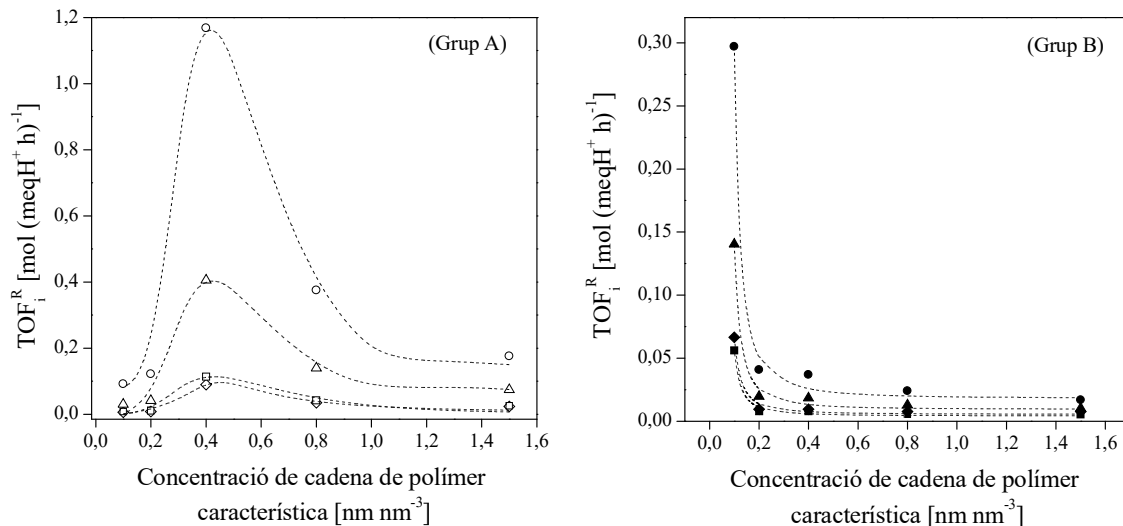 (Grup A)
TOF_i^R [mol (meqH^+ h)^-1]
1,2
1,0
0,8
0,6
0,4
0,2
0,0
0,0 0,2 0,4 0,6 0,8 1,0 1,2 1,4 1,6
Concentració de cadena de polímer
característica [nm nm^-3]
(Grup B)
TOF_i^R [mol (meqH^+ h)^-1]
0,30
0,25
0,20
0,15
0,10
0,05
0,00
0,0 0,2 0,4 0,6 0,8 1,0 1,2 1,4 1,6
Concentració de cadena de polímer
característica [nm nm^-3]